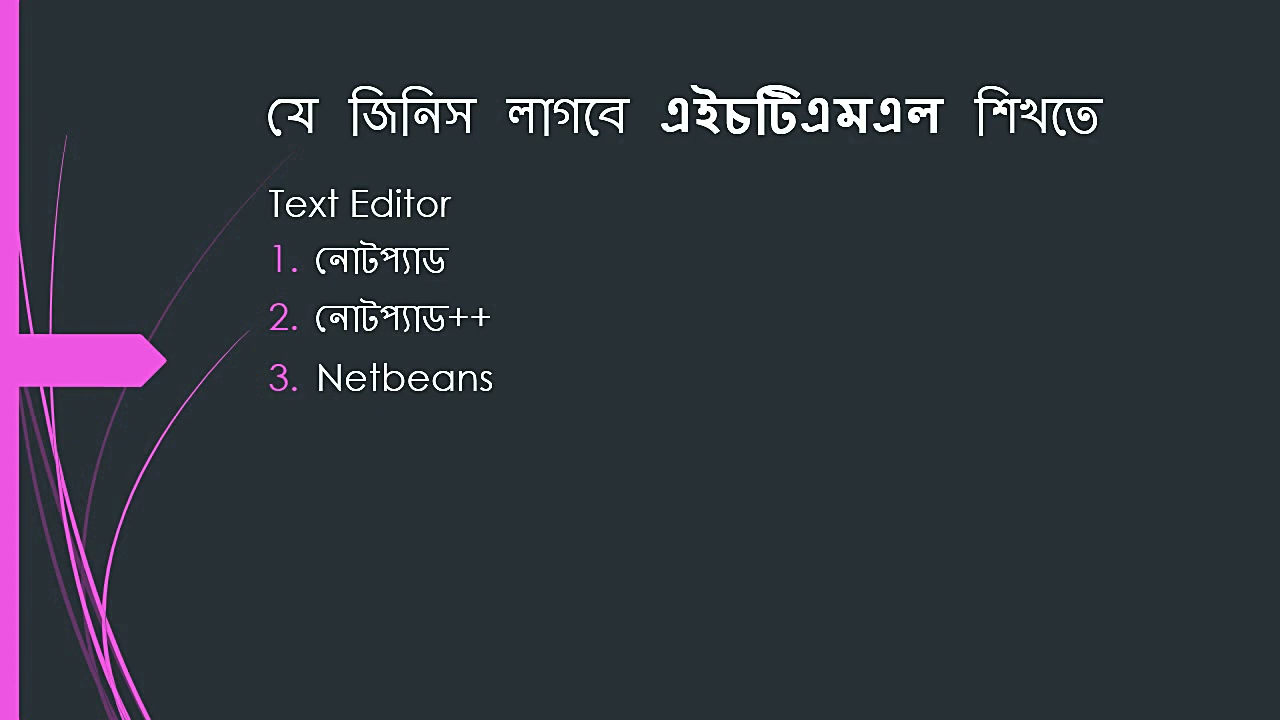 যে জিনিস লাগবে এইচটিএমএল শিখতে
Text Editor
1. নোটপ্যাড
2. নোটপ্যাড++
3. Netbeans